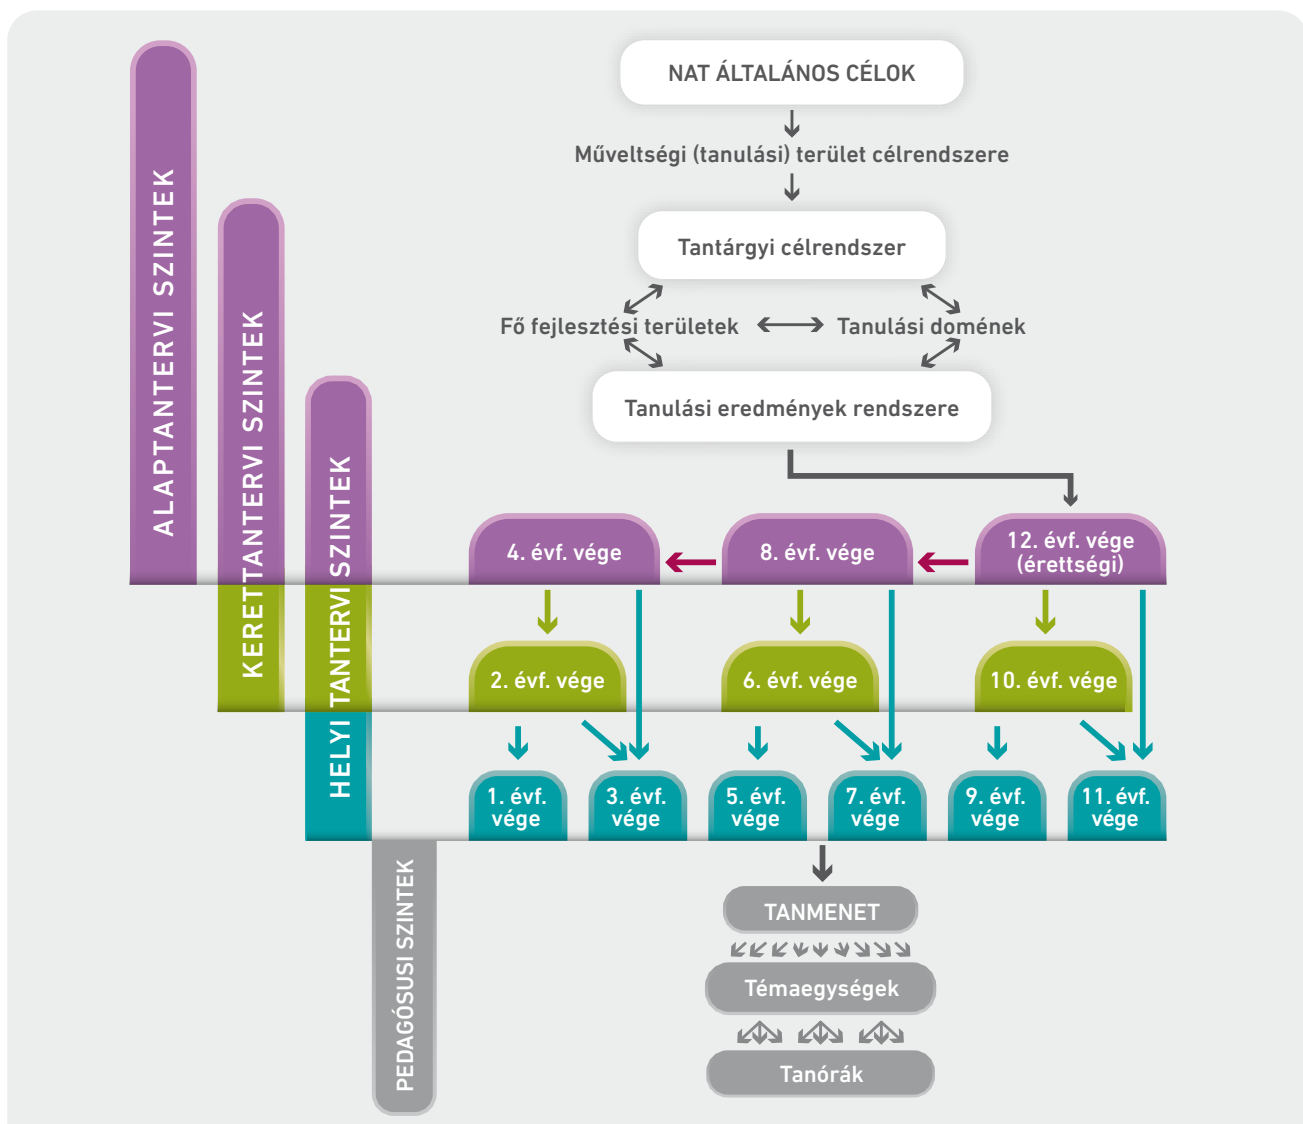 NAT ÁLTALÁNOS CÉLOK
Műveltségi (tanulási) terület célrendszere
Tantárgyi célrendszer
Fő fejlesztési területek
Tanulási domének
Tanulási eredmények rendszere
ALAPTANTERVI SZINTEK
KERETTANTERVI SZINTEK
HELYI TANTERVI SZINTEK
PEDAGÓSUSI SZINTEK
4. évf. vége
8. évf. vége
12. évf. vége
(érettségi)
2. évf. vége
6. évf. vége
10. évf. vége
1. évf.
vége
3. évf.
vége
5. évf.
vége
7. évf.
vége
9. évf.
vége
11. évf.
vége
TANMENET
Témaegységek
Tanórák